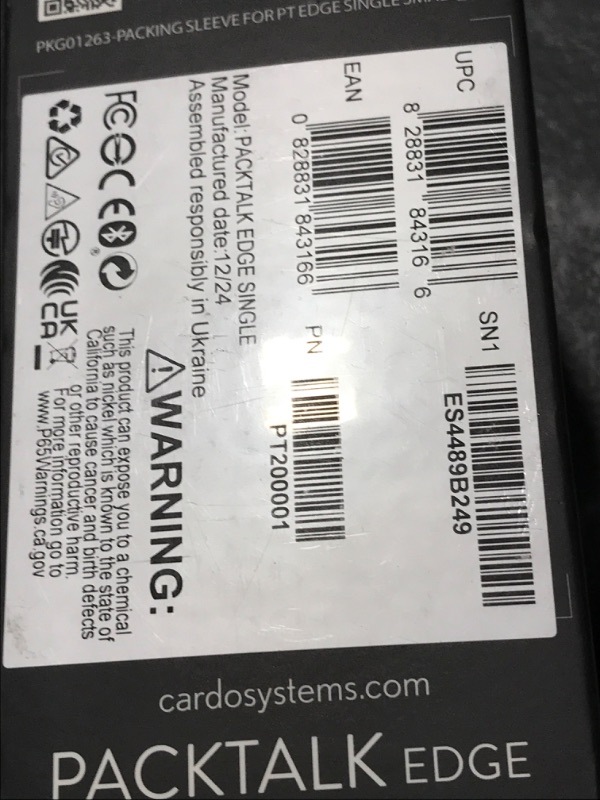 PKG01263-PACKING SLEEVE FOR PT EDGE SINGLE
UPC
8 28831 84316 6
SN1
ES4489B249
EAN
0 828831 843166
PN
PT200001
Model: PACKTALK EDGE SINGLE
Manufactured date:12/24
Assembled responsibly in Ukraine
FC CE
UK
CA
WARNING:
This product can expose you to a chemical
such as nickel which is known to the state of
California to cause cancer and birth defects
or other reproductive harm.
For more information go to
www.P65Warnings.ca.gov
cardosystems.com
PACKTALK EDGE